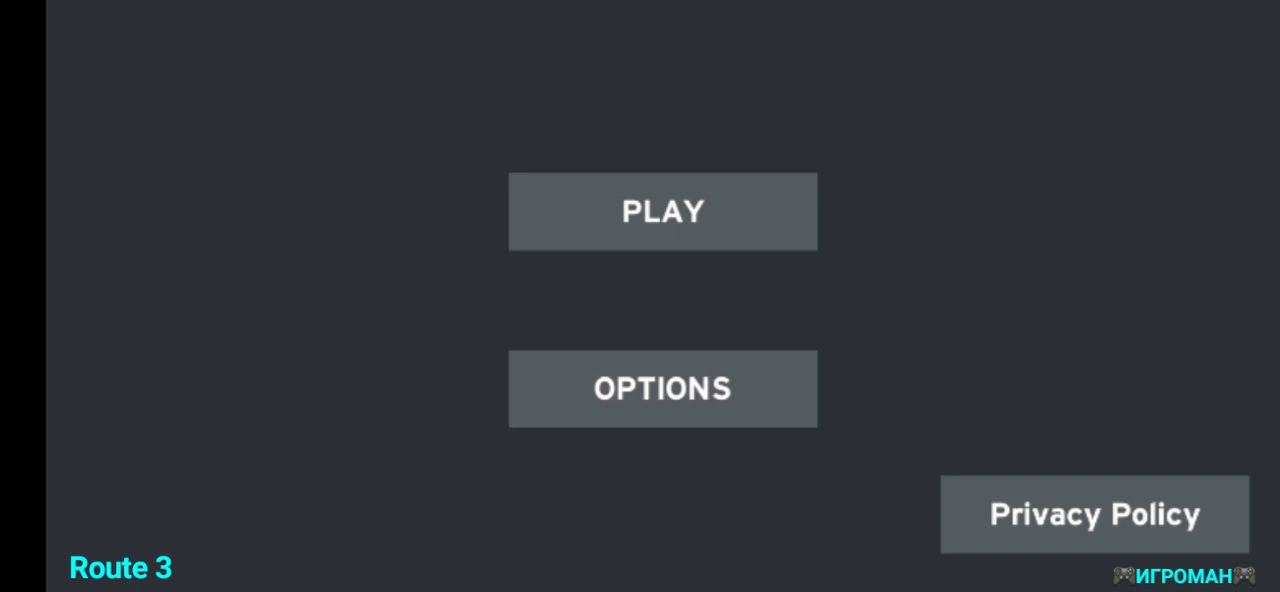 PLAY
OPTIONS
Privacy Policy
Route 3
🎮ИГРОМАН🎮